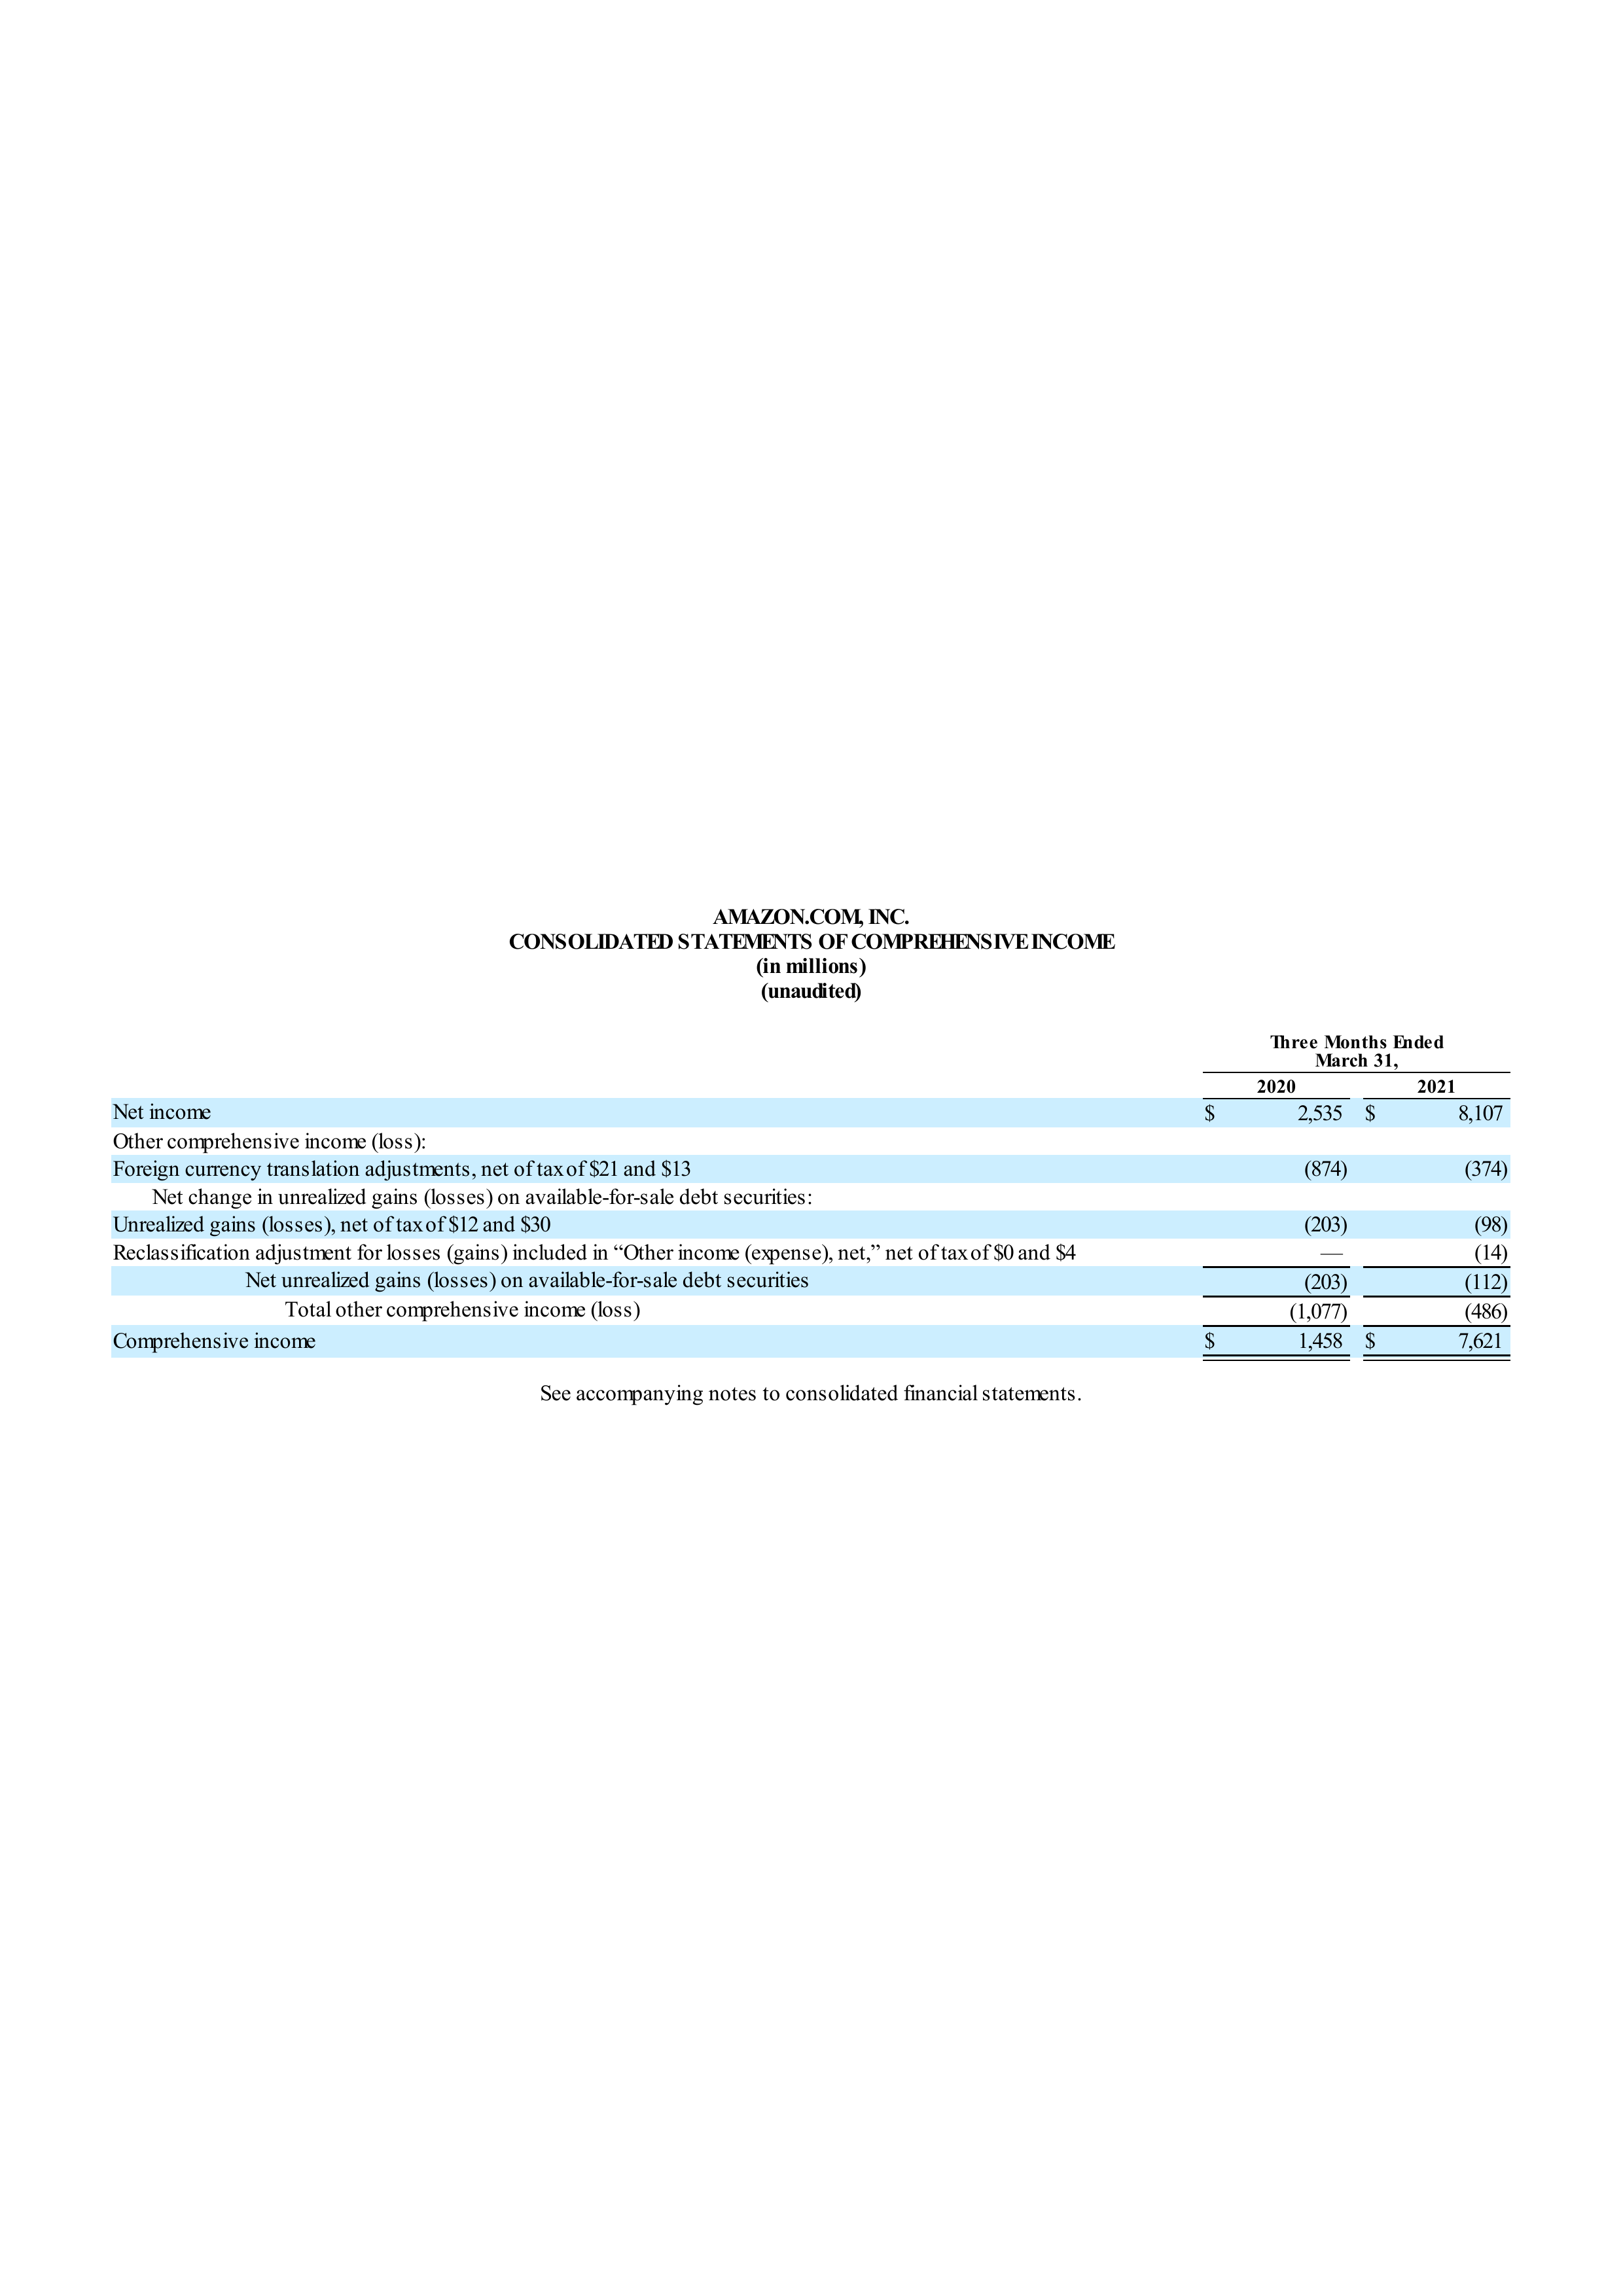 AMAZON.COM, INC.
CONSOLIDATED STATEMENTS OF COMPREHENSIVE INCOME
(in millions)
(unaudited)
Three Months Ended
March 31,
2020 2021
Net income $ 2,535 $ 8,107
Other comprehensive income (loss):
Foreign currency translation adjustments, net of tax of $21 and $13 (874) (374)
Net change in unrealized gains (losses) on available-for-sale debt securities:
Unrealized gains (losses), net of tax of $12 and $30 (203) (98)
Reclassification adjustment for losses (gains) included in “Other income (expense), net,” net of tax of $0 and $4 — (14)
Net unrealized gains (losses) on available-for-sale debt securities (203) (112)
Total other comprehensive income (loss) (1,077) (486)
Comprehensive income $ 1,458 $ 7,621
See accompanying notes to consolidated financial statements.